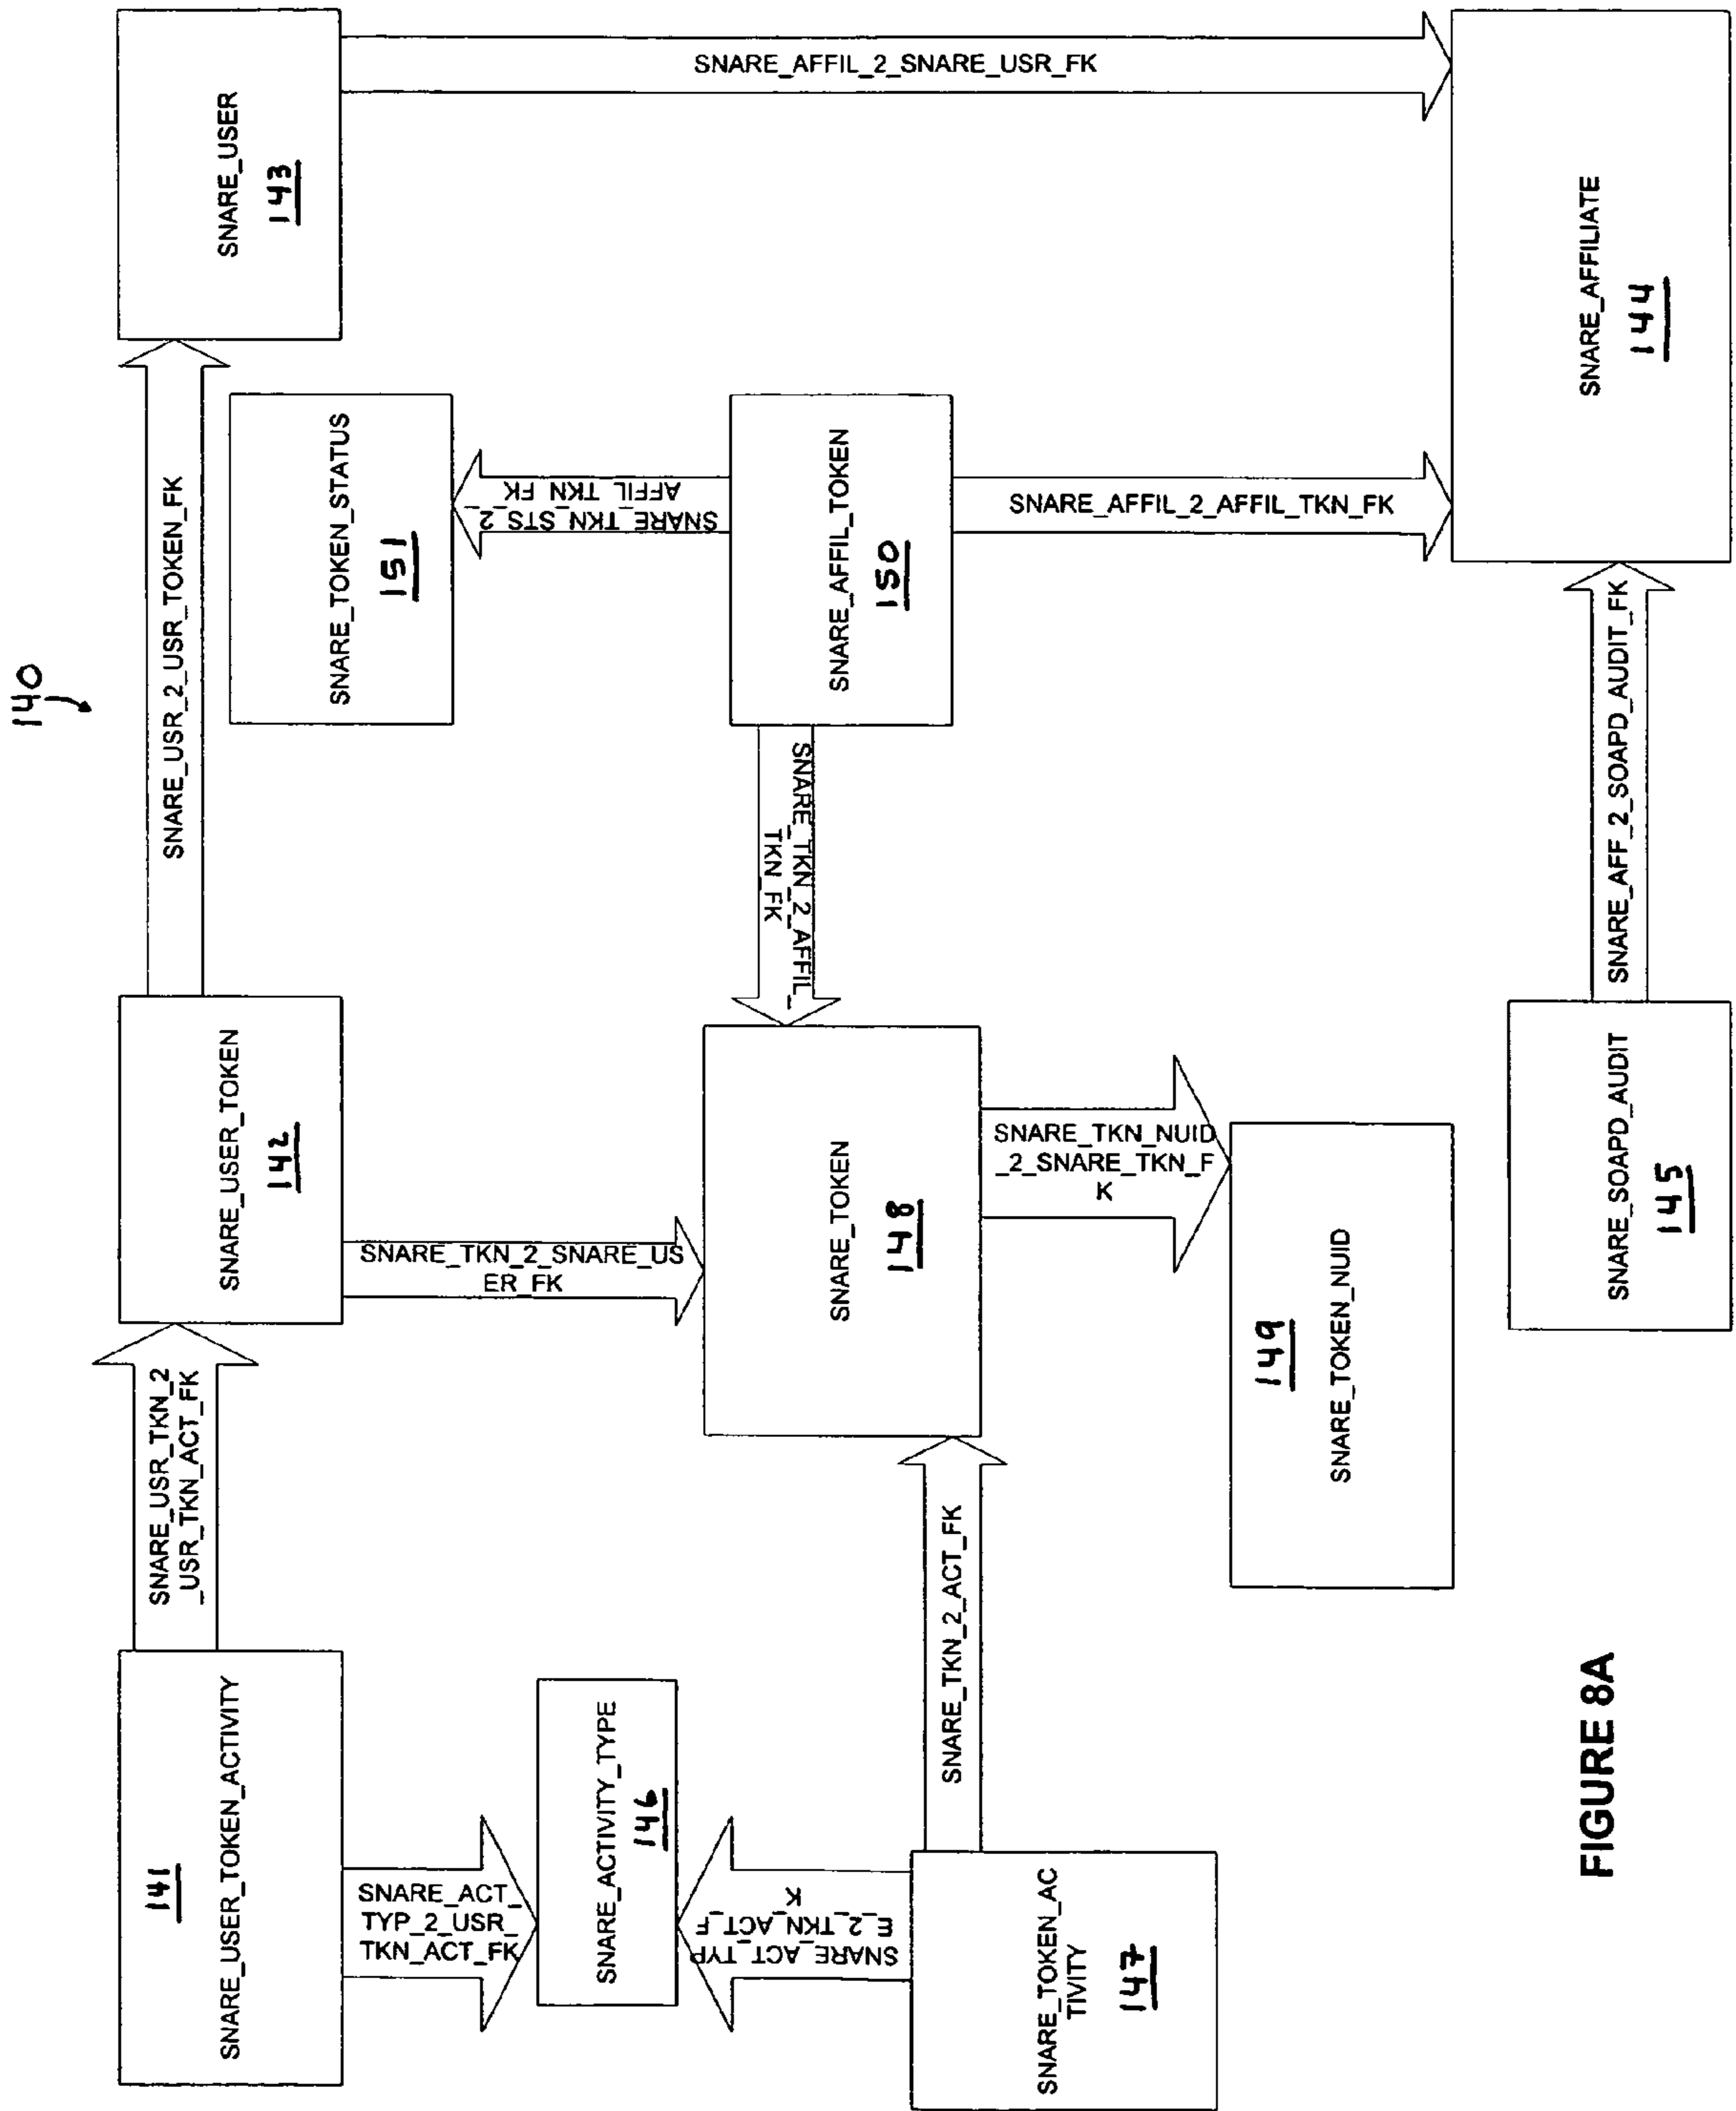 140
141
SNARE_USER_TOKEN_ACTIVITY
SNARE_USR_TKN_2
_USR_TKN_ACT_FK
SNARE_USER_TOKEN
142
SNARE_USR_2_USR_TOKEN_FK
SNARE_USER
143
SNARE_ACT_
TYP_2_USR_
TKN_ACT_FK
SNARE_TKN_2_SNARE_US
ER_FK
SNARE_TOKEN_STATUS
151
SNARE_AFFIL_2_SNARE_USR_FK
SNARE_ACTIVITY_TYPE
146
SNARE_TKN_STS_2_
AFFIL_TKN_FK
SNARE_ACT_TYP
E_2_TKN_ACT_F
K
SNARE_TOKEN
148
SNARE_TKN_2_AFFIL_
TKN_FK
SNARE_AFFIL_TOKEN
150
SNARE_TOKEN_AC
TIVITY
147
SNARE_TKN_2_ACT_FK
SNARE_TKN_NUID
_2_SNARE_TKN_F
K
SNARE_AFFIL_2_AFFIL_TKN_FK
149
SNARE_TOKEN_NUID
SNARE_SOAPD_AUDIT
145
SNARE_AFF_2_SOAPD_AUDIT_FK
SNARE_AFFILIATE
144
FIGURE 8A